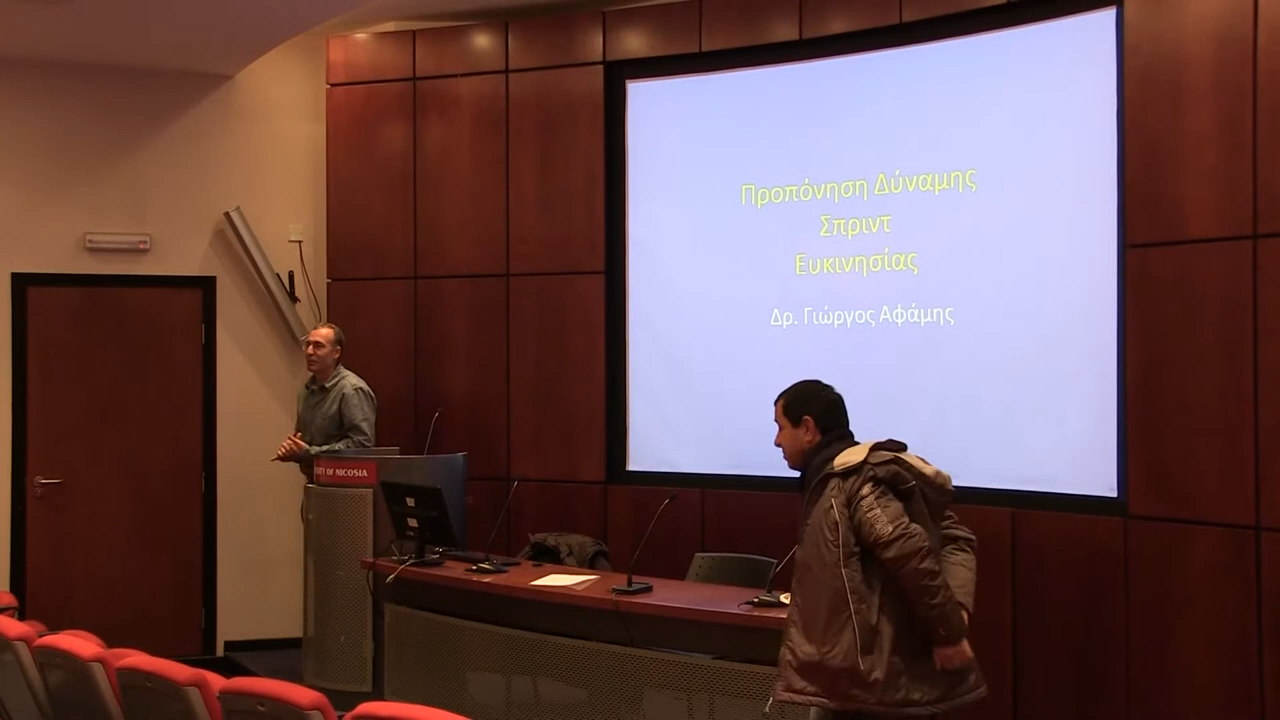 Προπόνηση Δύναμης
Σπριντ
Ευκινησίας
Δρ. Γιώργος Αφάμης
OF NICOSIA